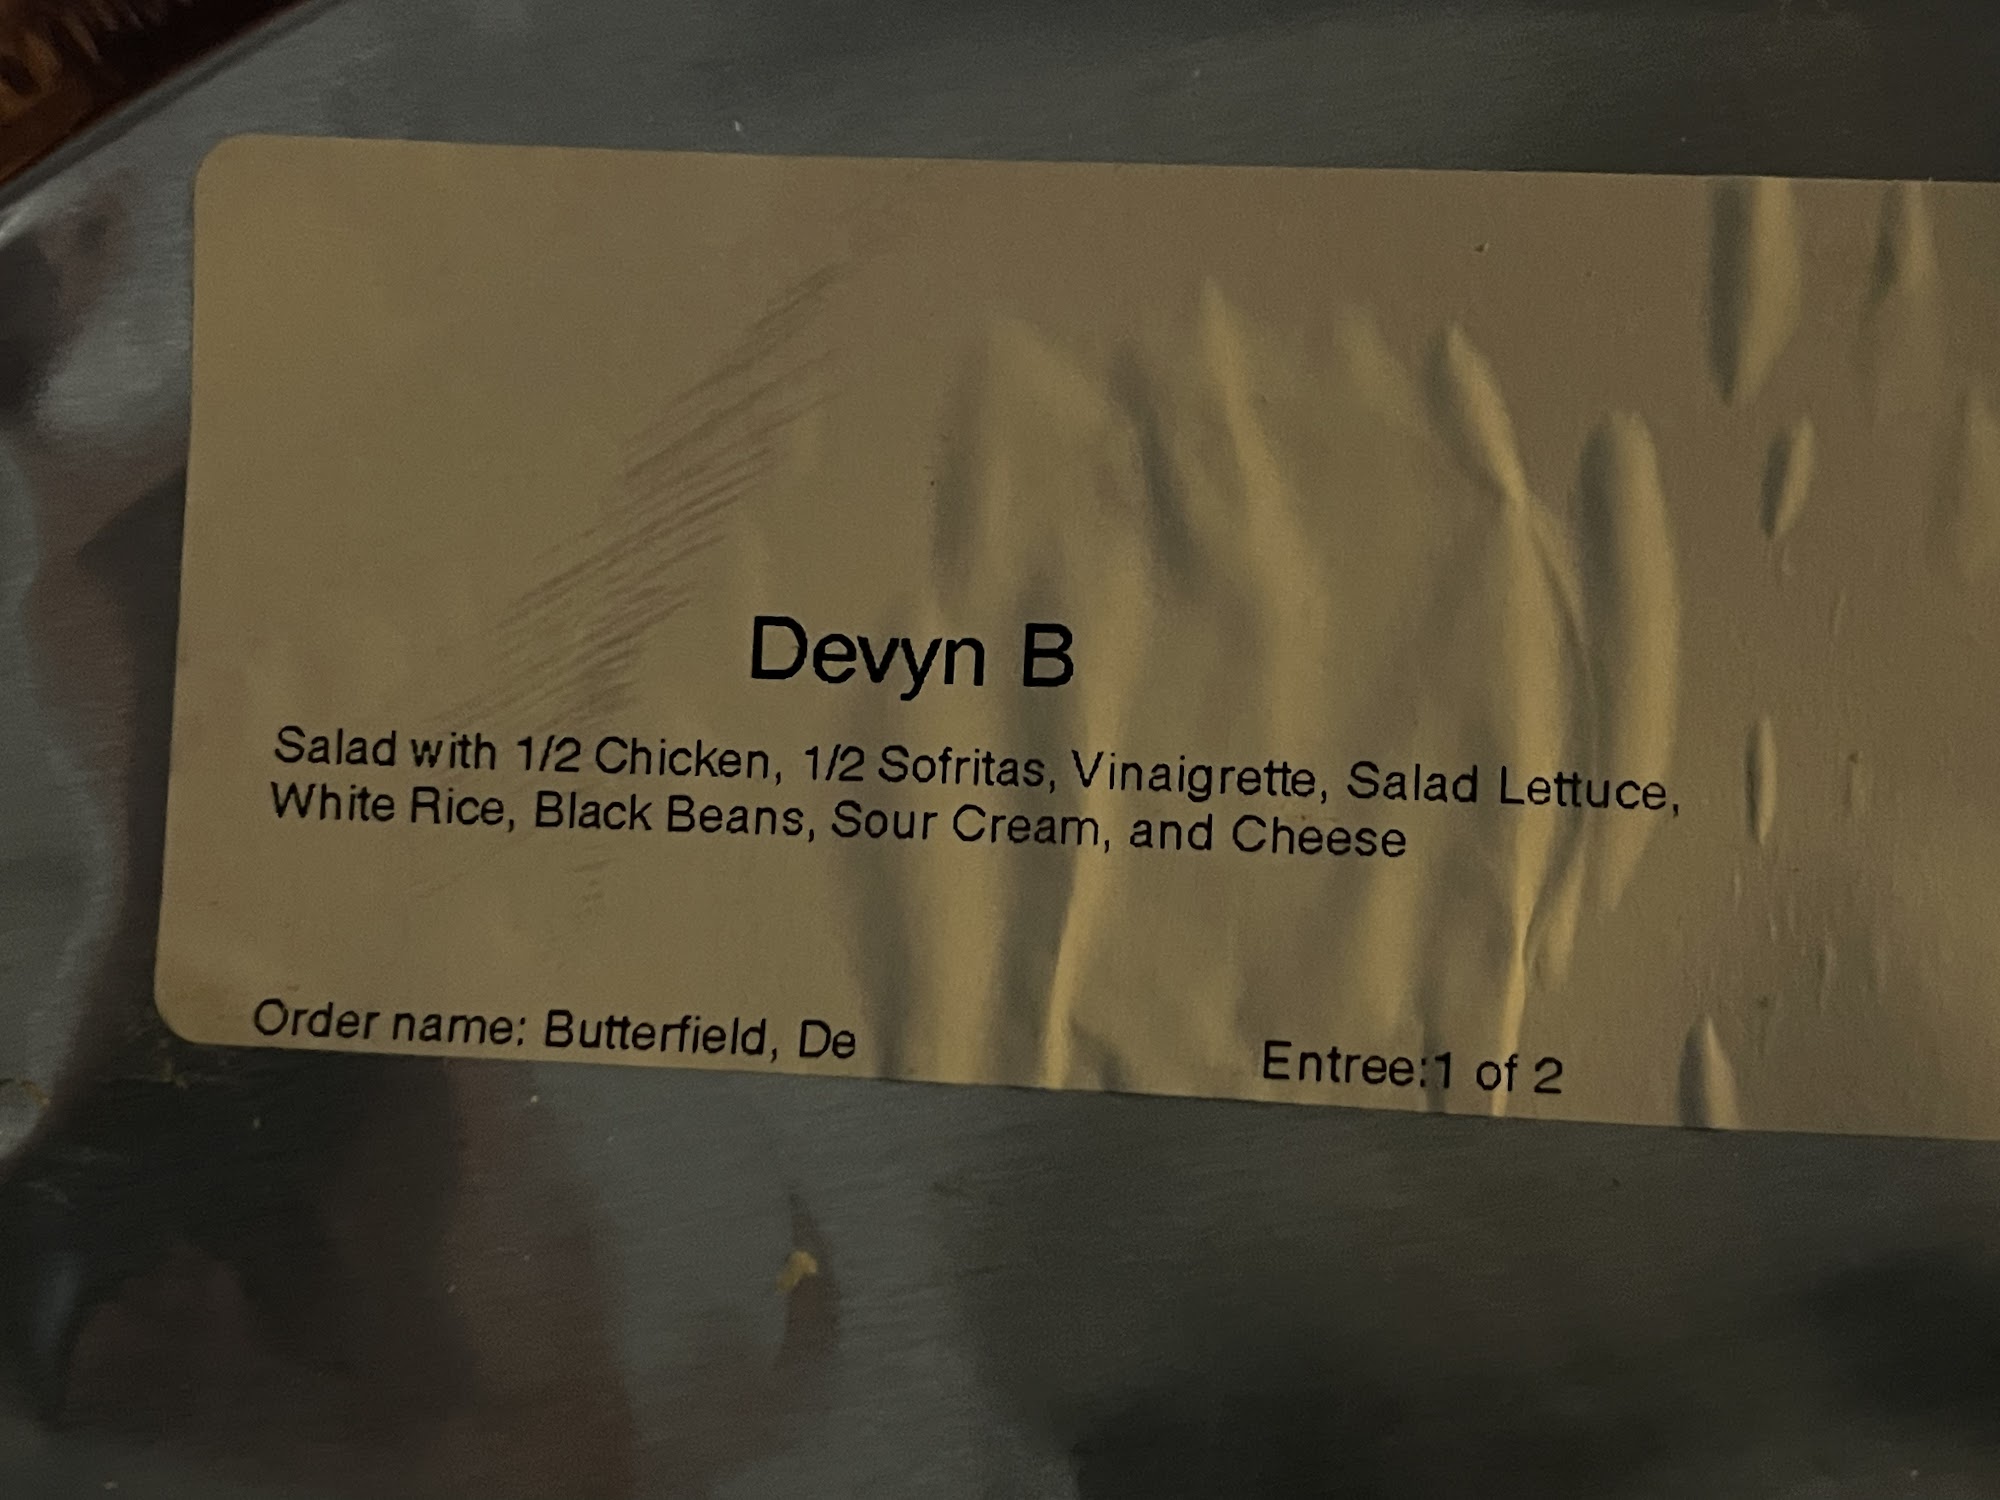 Devyn B
Salad with 1/2 Chicken, 1/2 Sofritas, Vinaigrette, Salad Lettuce,
White Rice, Black Beans, Sour Cream, and Cheese
Order name: Butterfield, De Entree:1 of 2